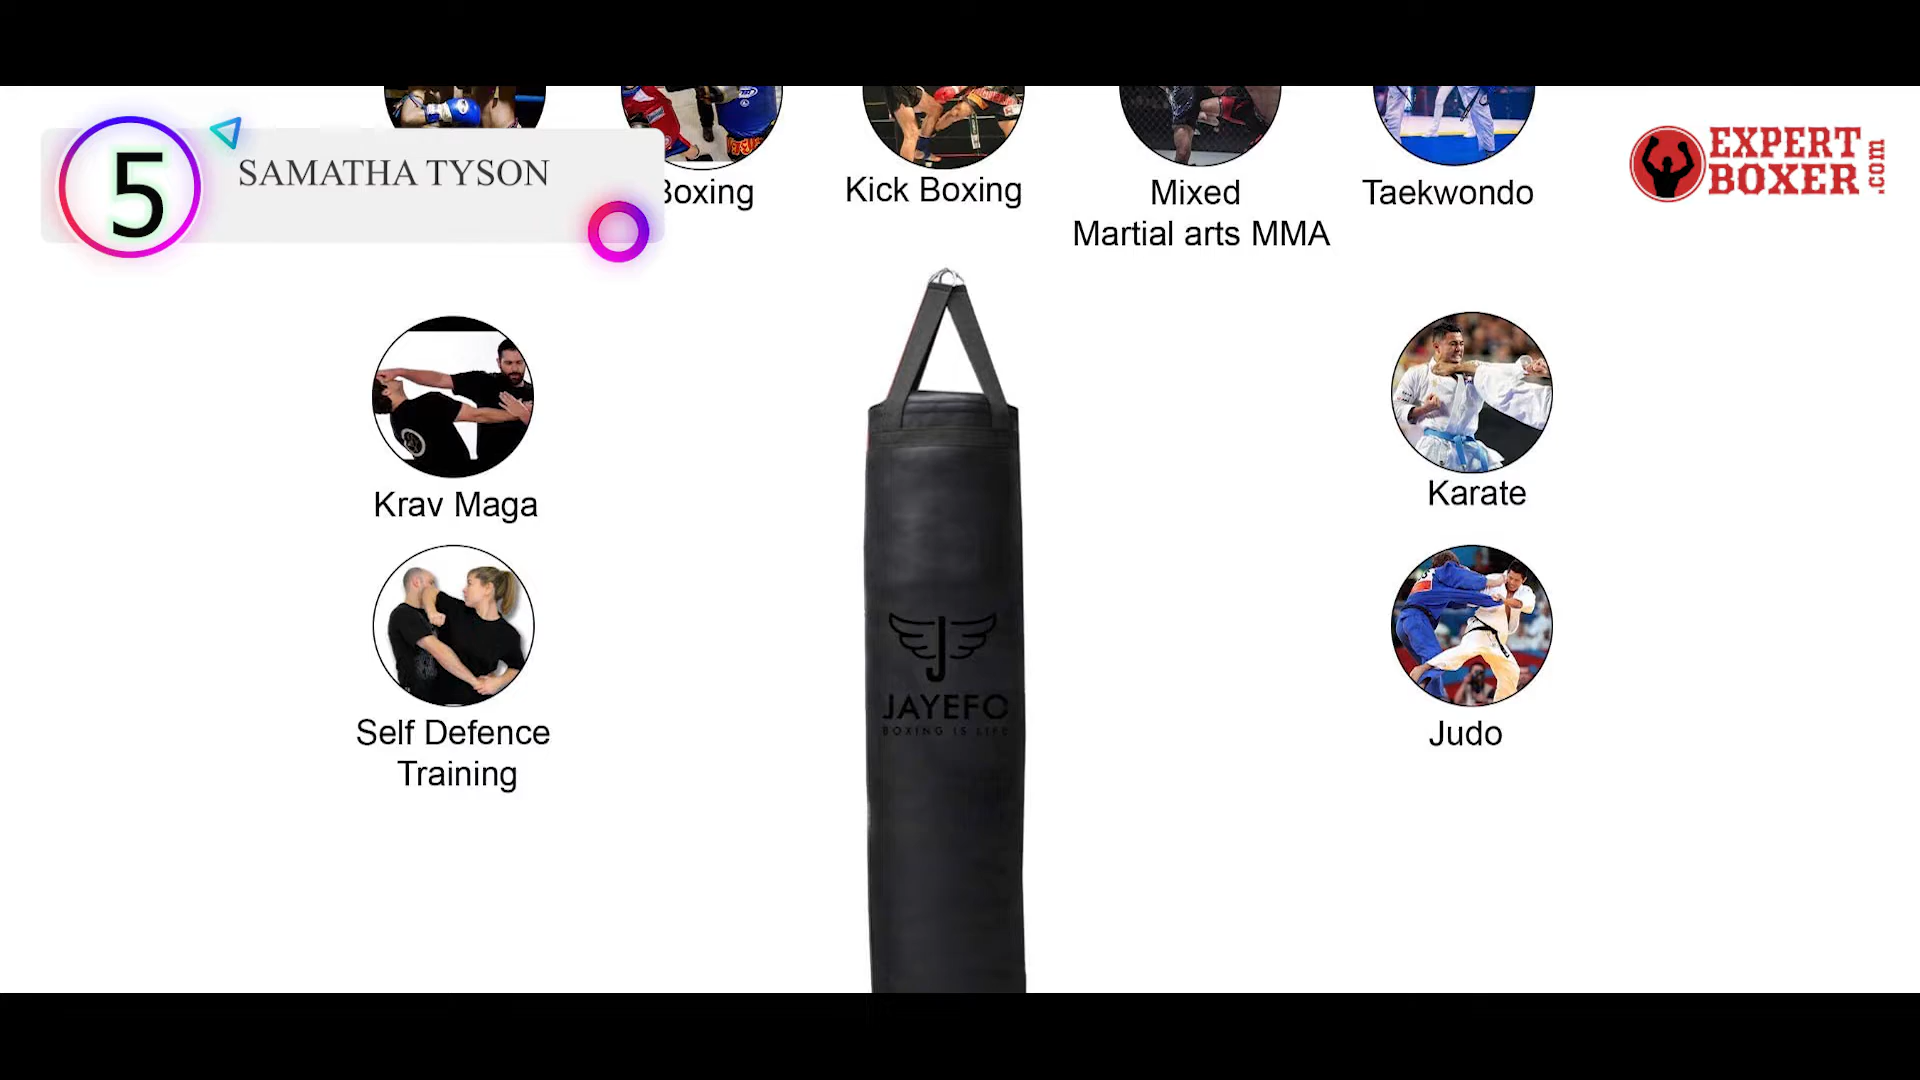 5
SAMATHA TYSON
EXPERT
BOXER
.com
Boxing
Kick Boxing
Mixed
Martial arts MMA
Taekwondo
Krav Maga
Karate
Self Defence
Training
Judo
JAYEFO
BOXING IS LIFE